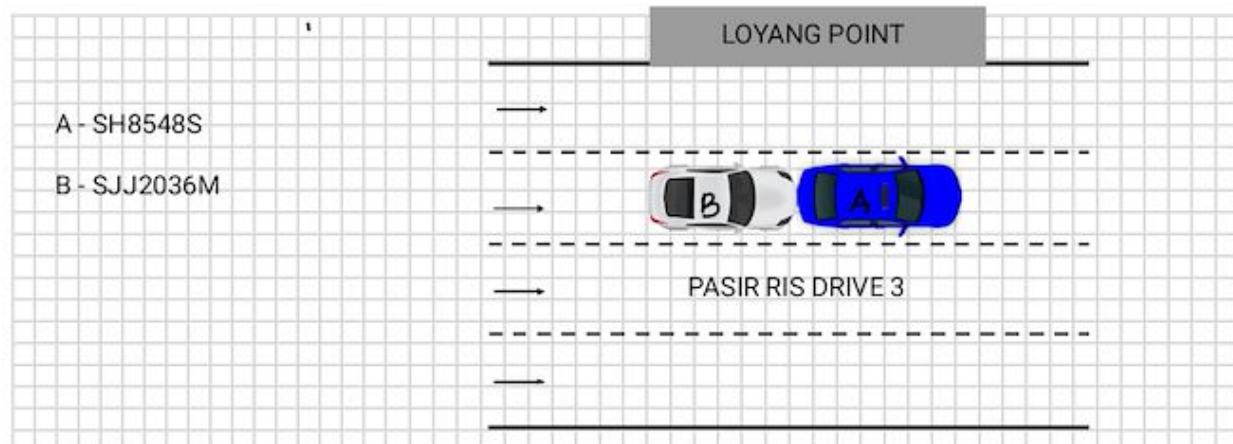 LOYANG POINT
A - SH8548S
B - SJJ2036M
B A
PASIR RIS DRIVE 3